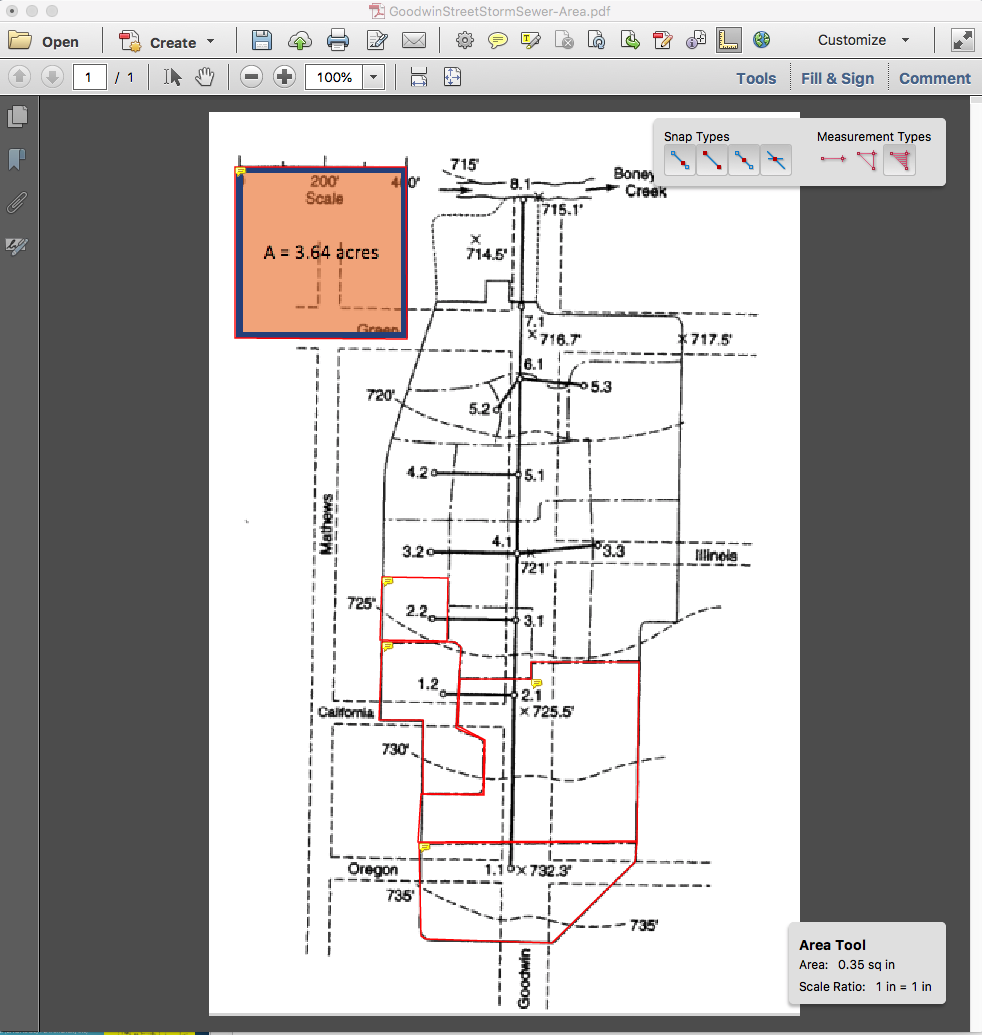 GoodwinStreetStormSewer-Area.pdf
Open
Create
Customize
1 / 1
100%
Tools
Fill & Sign
Comment
Snap Types
Measurement Types
200'
400'
Scale
A = 3.64 acres
Green
715'
8.1
Boney
Creek
715.1'
714.5'
7.1
716.7'
717.5'
6.1
720'
5.3
5.2
4.2
5.1
Mathews
4.1
3.2
3.3
721'
Illinois
725'
2.2
3.1
1.2
2.1
California
725.5'
730'
1.1
732.3'
Oregon
735'
735'
Goodwin
Area Tool
Area: 0.35 sq in
Scale Ratio: 1 in = 1 in